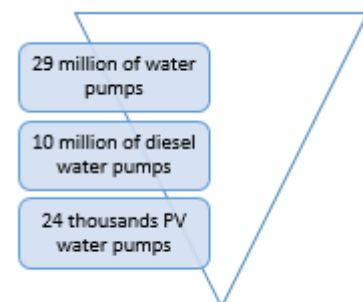 29 million of water
pumps
10 million of diesel
water pumps
24 thousands PV
water pumps